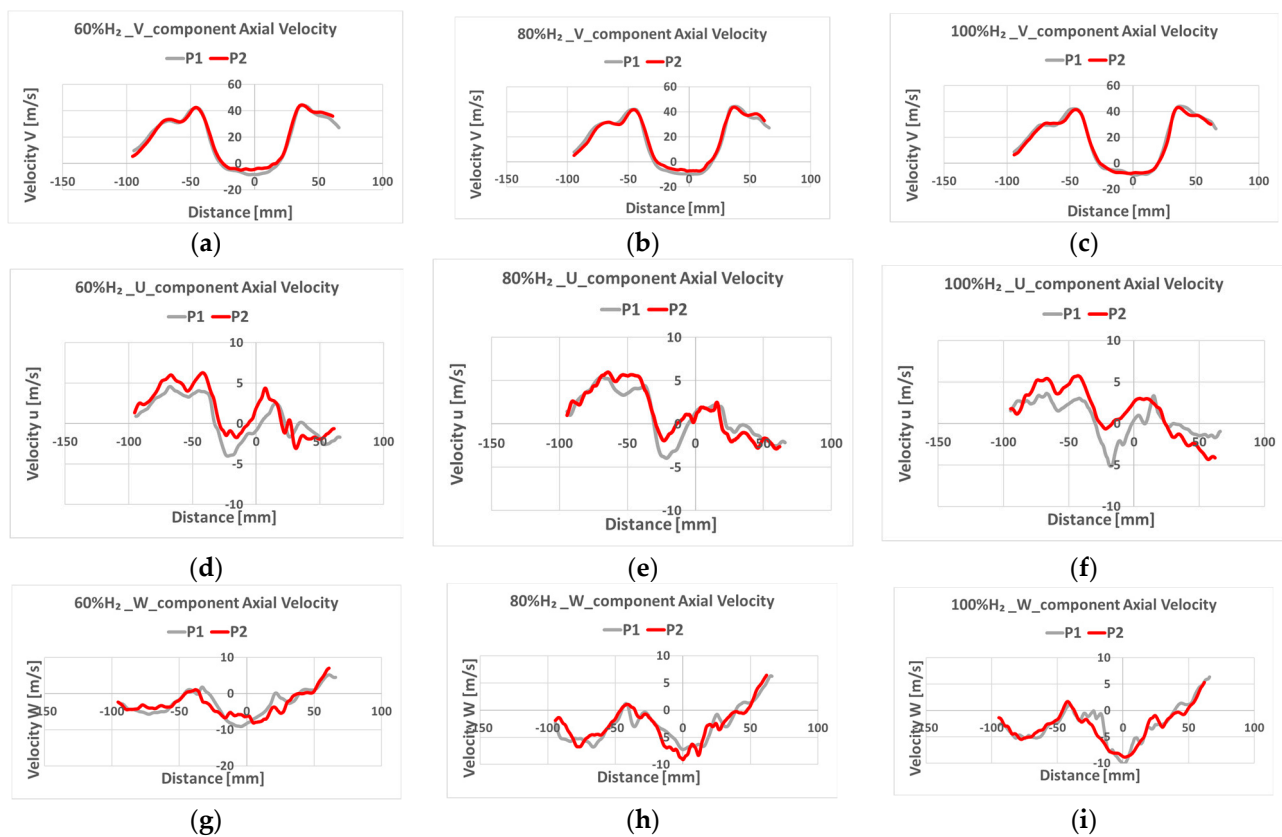 60%H₂ _V_component Axial Velocity
P1 P2
Velocity V [m/s]
60
40
20
0
-20
-150 -100 -50 0 50 100
Distance [mm]
(a)
80%H₂ _V_component Axial Velocity
P1 P2
Velocity V [m/s]
60
40
20
0
-20
-150 -100 -50 0 50 100
Distance [mm]
(b)
100%H₂ _V_component Axial Velocity
P1 P2
Velocity V [m/s]
60
40
20
0
-20
-150 -100 -50 0 50 100
Distance [mm]
(c)
60%H₂ _U_component Axial Velocity
P1 P2
Velocity u [m/s]
10
5
0
-5
-10
-150 -100 -50 0 50 100
Distance [mm]
(d)
80%H₂ _U_component Axial Velocity
P1 P2
Velocity u [m/s]
10
5
0
-5
-10
-150 -100 -50 0 50 100
Distance [mm]
(e)
100%H₂ _U_component Axial Velocity
P1 P2
Velocity u [m/s]
10
5
0
-5
-10
-150 -100 -50 0 50 100
Distance [mm]
(f)
60%H₂ _W_component Axial Velocity
P1 P2
Velocity W [m/s]
10
0
-10
-20
-150 -100 -50 0 50 100
Distance [mm]
(g)
80%H₂ _W_component Axial Velocity
P1 P2
Velocity W [m/s]
10
5
0
-5
-10
-150 -100 -50 0 50 100
Distance [mm]
(h)
100%H₂ _W_component Axial Velocity
P1 P2
Velocity W [m/s]
10
5
0
-5
-10
-150 -100 -50 0 50 100
Distance [mm]
(i)